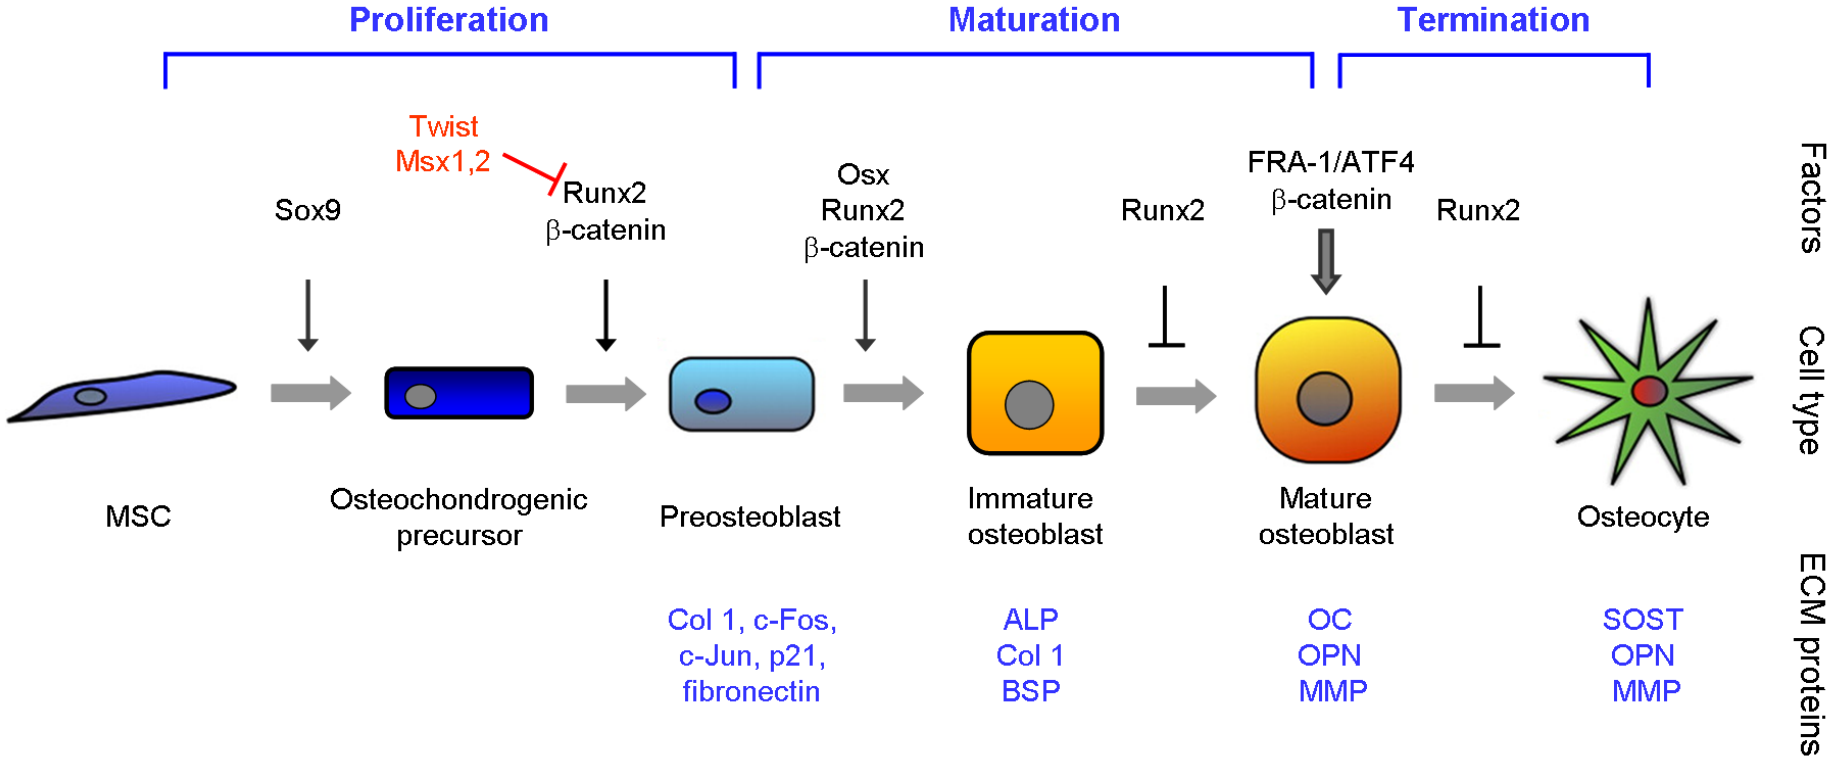 Proliferation
Maturation
Termination
Twist
Msx1,2
Sox9
Runx2
β-catenin
Osx
Runx2
β-catenin
Runx2
FRA-1/ATF4
β-catenin
Runx2
Factors
Cell type
MSC
Osteochondrogenic
precursor
Preosteoblast
Immature
osteoblast
Mature
osteoblast
Osteocyte
Col 1, c-Fos,
c-Jun, p21,
fibronectin
ALP
Col 1
BSP
OC
OPN
MMP
SOST
OPN
MMP
ECM proteins